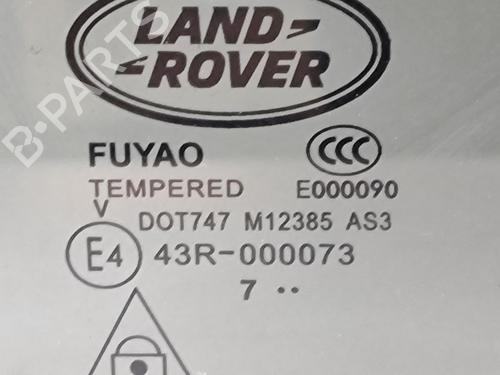 B-PARTS
LAND
ROVER
FUYAO CCC
TEMPERED E000090
V
DOT747 M12385 AS3
E4 43R-000073
7 ··